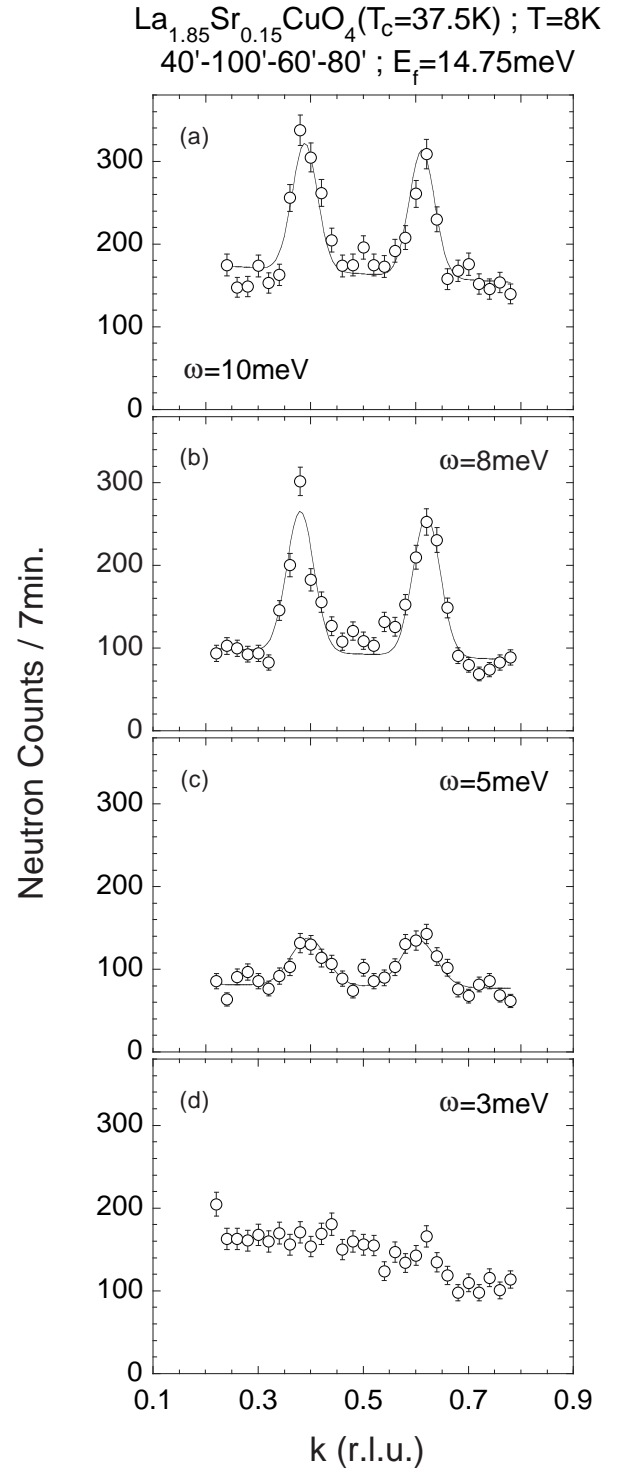 La1.85Sr0.15CuO4(Tc=37.5K) ; T=8K
40'-100'-60'-80' ; Ef=14.75meV
(a)
300
200
100
0
ω=10meV
(b)
ω=8meV
300
200
100
0
Neutron Counts / 7min.
(c)
ω=5meV
300
200
100
0
(d)
ω=3meV
300
200
100
0
0.1 0.3 0.5 0.7 0.9
k (r.l.u.)